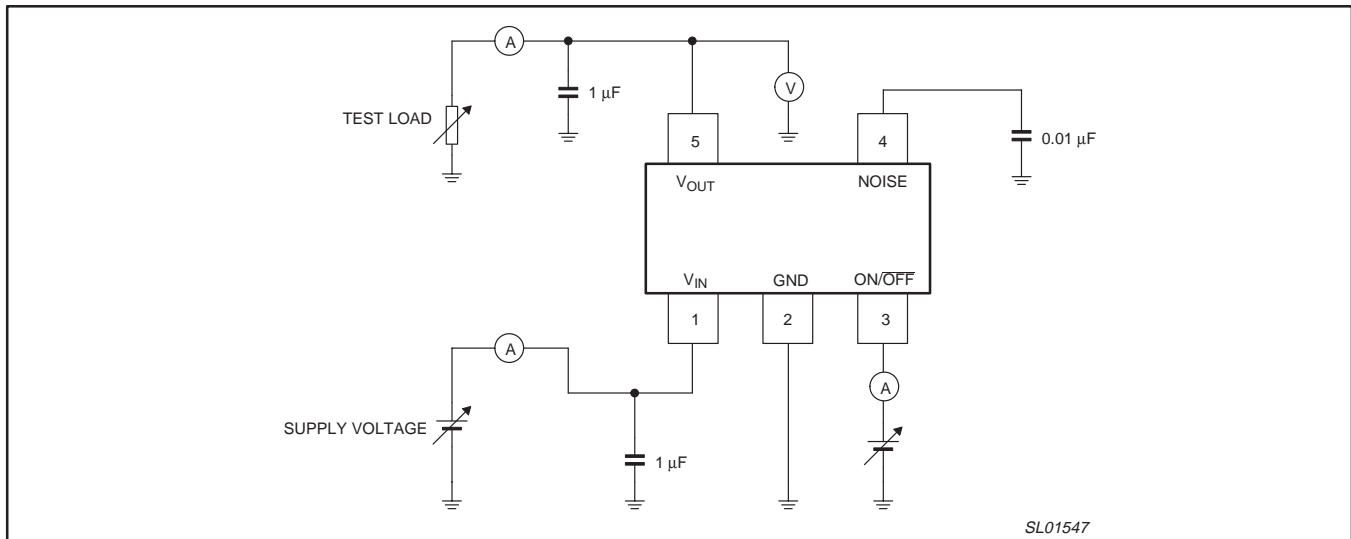 A
1 μF
V
TEST LOAD
5
4
0.01 μF
V_OUT
NOISE
V_IN
GND
ON/O̅F̅F̅
1
2
3
A
A
SUPPLY VOLTAGE
1 μF
SL01547